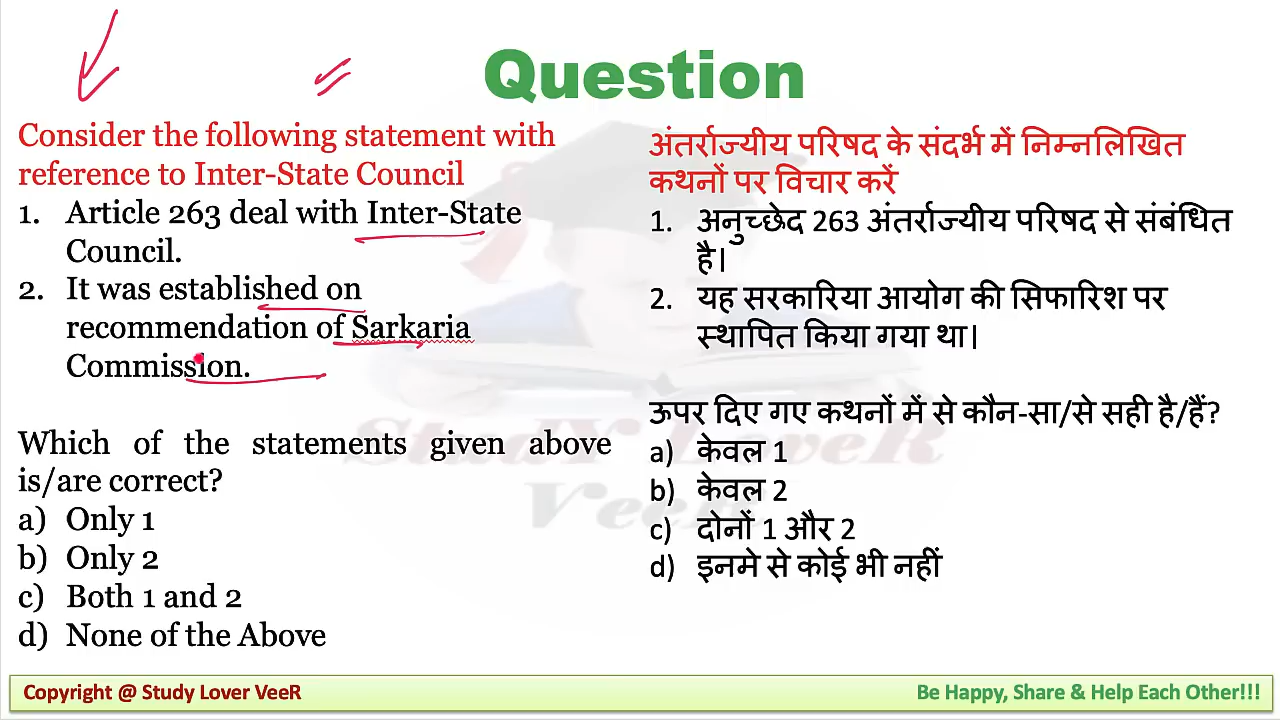 Question
Consider the following statement with
reference to Inter-State Council
1. Article 263 deal with Inter-State
Council.
2. It was established on
recommendation of Sarkaria
Commission.
Which of the statements given above
is/are correct?
a) Only 1
b) Only 2
c) Both 1 and 2
d) None of the Above
अंतर्राज्यीय परिषद के संदर्भ में निम्नलिखित
कथनों पर विचार करें
1. अनुच्छेद 263 अंतर्राज्यीय परिषद से संबंधित
है।
2. यह सरकारिया आयोग की सिफारिश पर
स्थापित किया गया था।
ऊपर दिए गए कथनों में से कौन-सा/से सही है/हैं?
a) केवल 1
b) केवल 2
c) दोनों 1 और 2
d) इनमे से कोई भी नहीं
StudY LoveR
VeeR
Copyright @ Study Lover VeeR
Be Happy, Share & Help Each Other!!!